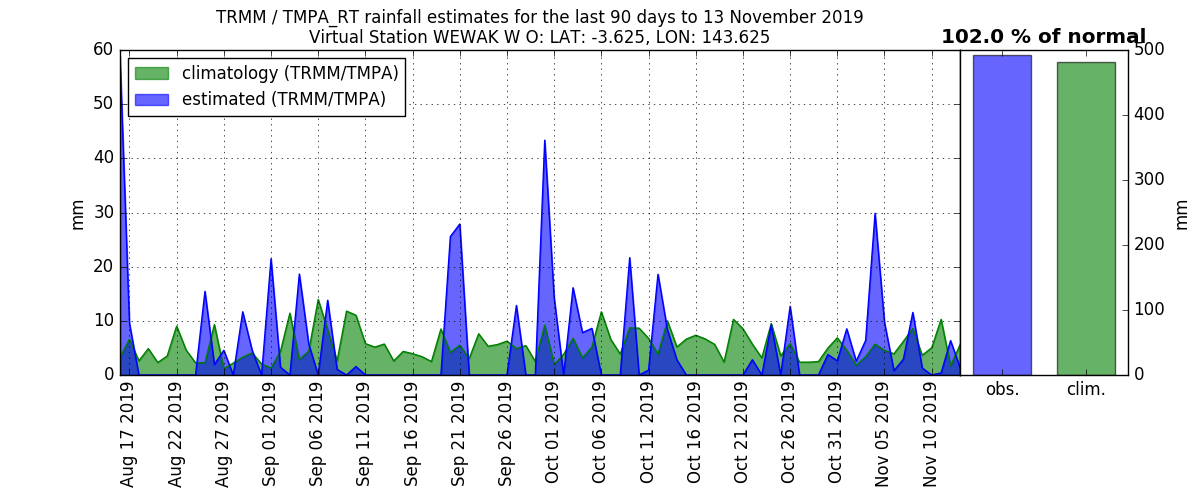 TRMM / TMPA_RT rainfall estimates for the last 90 days to 13 November 2019
Virtual Station WEWAK W O: LAT: -3.625, LON: 143.625
102.0 % of normal
climatology (TRMM/TMPA)
estimated (TRMM/TMPA)
60
50
40
30
20
10
0
mm
Aug 17 2019
Aug 22 2019
Aug 27 2019
Sep 01 2019
Sep 06 2019
Sep 11 2019
Sep 16 2019
Sep 21 2019
Sep 26 2019
Oct 01 2019
Oct 06 2019
Oct 11 2019
Oct 16 2019
Oct 21 2019
Oct 26 2019
Oct 31 2019
Nov 05 2019
Nov 10 2019
obs.
clim.
500
400
300
200
100
0
mm